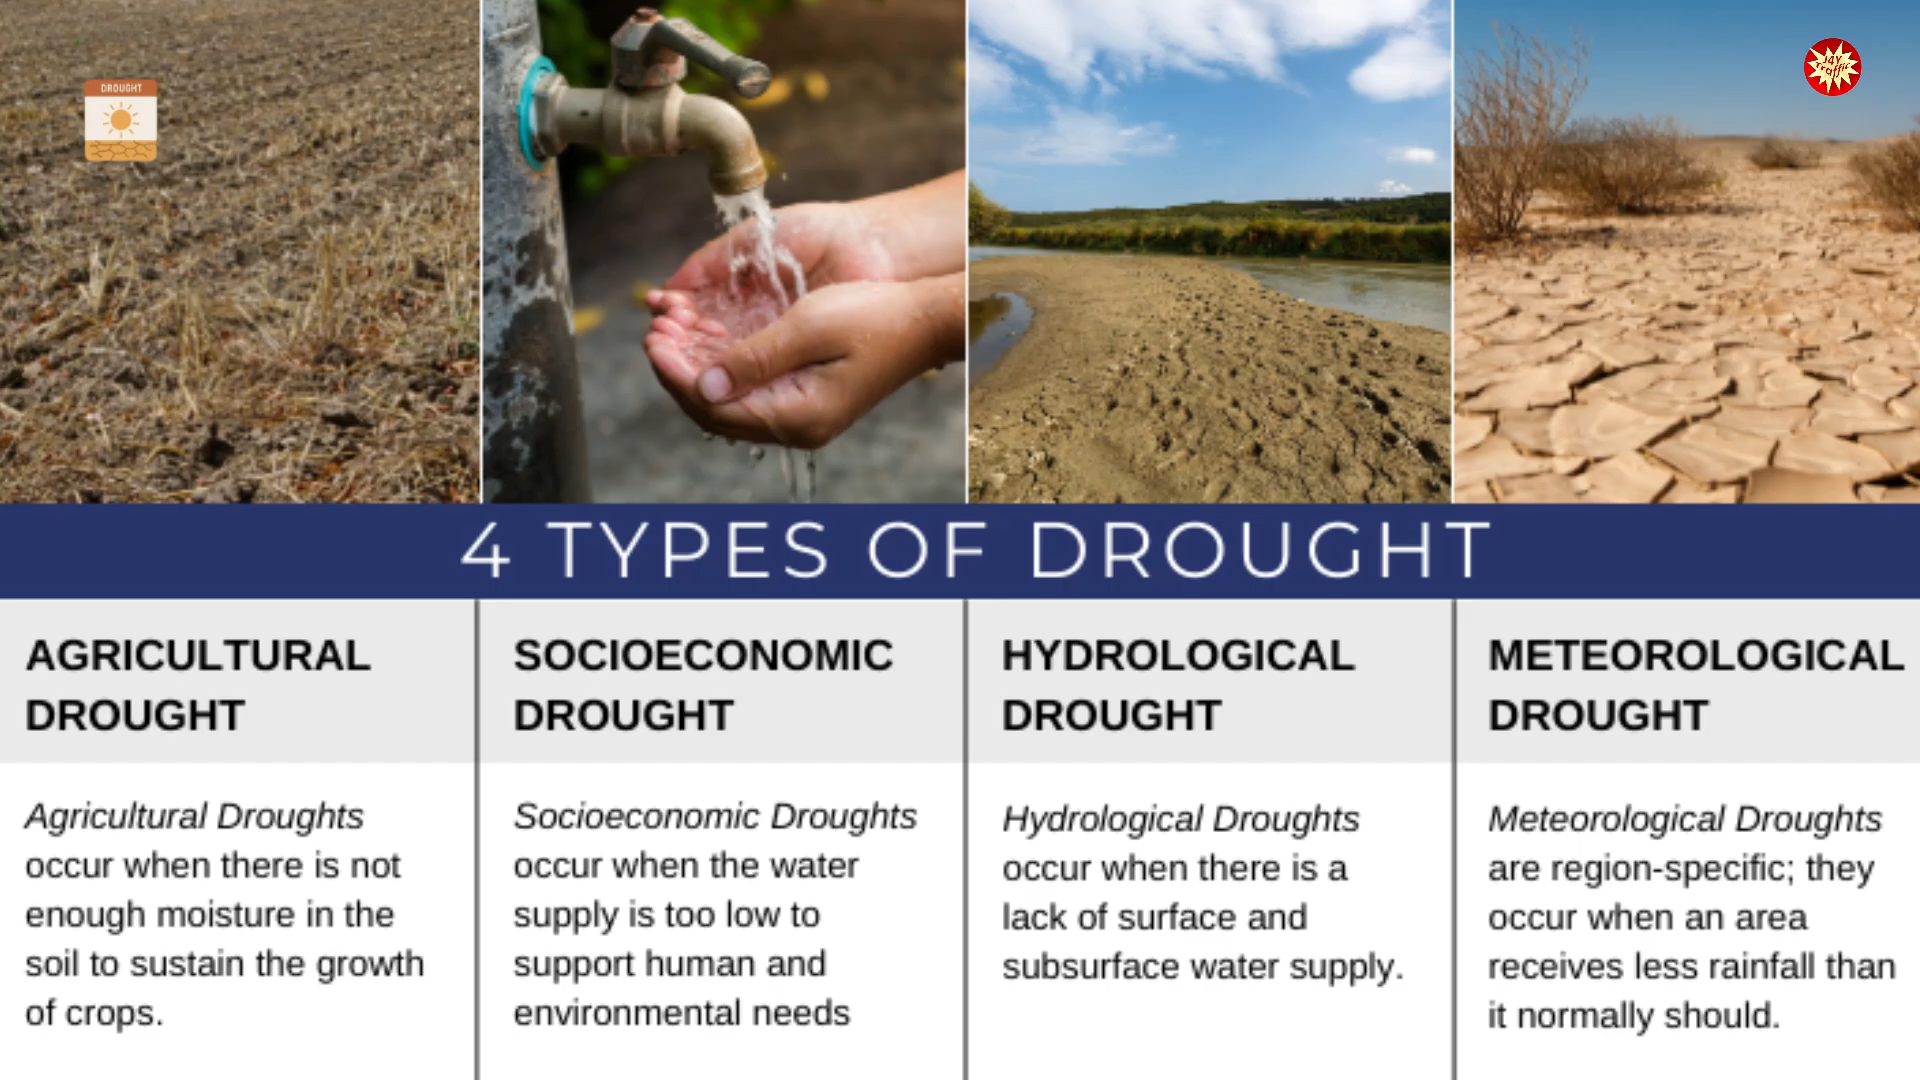 DROUGHT
Jay
Traffic
4 TYPES OF DROUGHT
AGRICULTURAL
DROUGHT
Agricultural Droughts
occur when there is not
enough moisture in the
soil to sustain the growth
of crops.
SOCIOECONOMIC
DROUGHT
Socioeconomic Droughts
occur when the water
supply is too low to
support human and
environmental needs
HYDROLOGICAL
DROUGHT
Hydrological Droughts
occur when there is a
lack of surface and
subsurface water supply.
METEOROLOGICAL
DROUGHT
Meteorological Droughts
are region-specific; they
occur when an area
receives less rainfall than
it normally should.